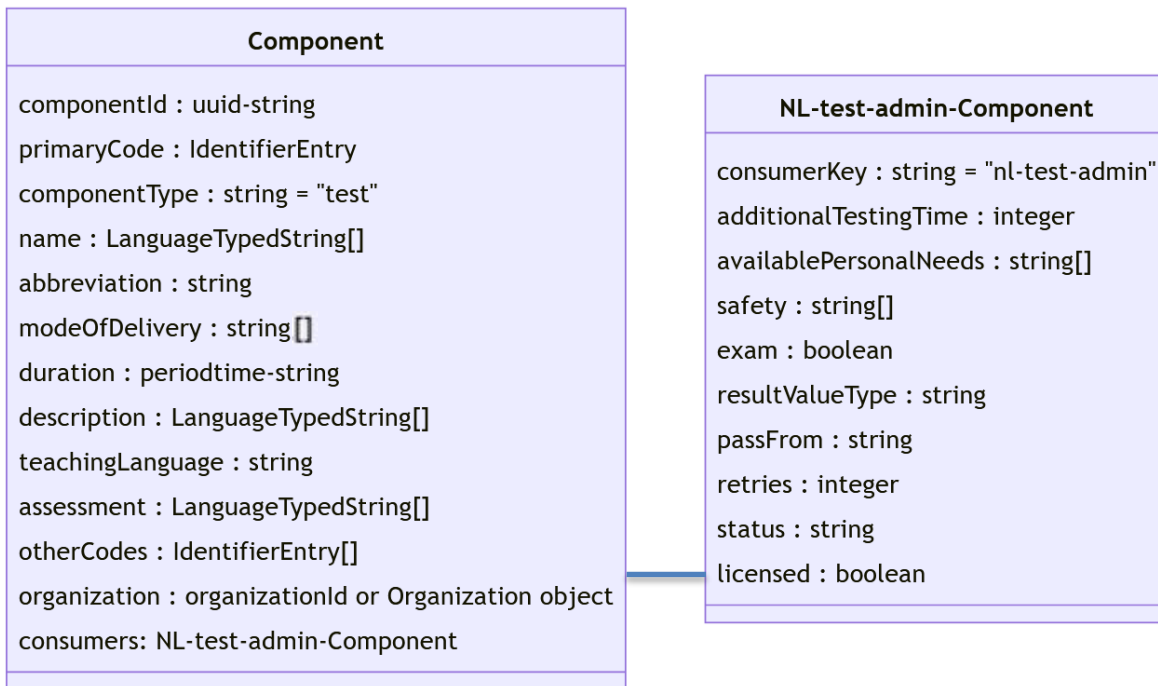 Component
componentId : uuid-string
primaryCode : IdentifierEntry
componentType : string = "test"
name : LanguageTypedString[]
abbreviation : string
modeOfDelivery : string[]
duration : periodtime-string
description : LanguageTypedString[]
teachingLanguage : string
assessment : LanguageTypedString[]
otherCodes : IdentifierEntry[]
organization : organizationId or Organization object
consumers: NL-test-admin-Component
NL-test-admin-Component
consumerKey : string = "nl-test-admin"
additionalTestingTime : integer
availablePersonalNeeds : string[]
safety : string[]
exam : boolean
resultValueType : string
passFrom : string
retries : integer
status : string
licensed : boolean